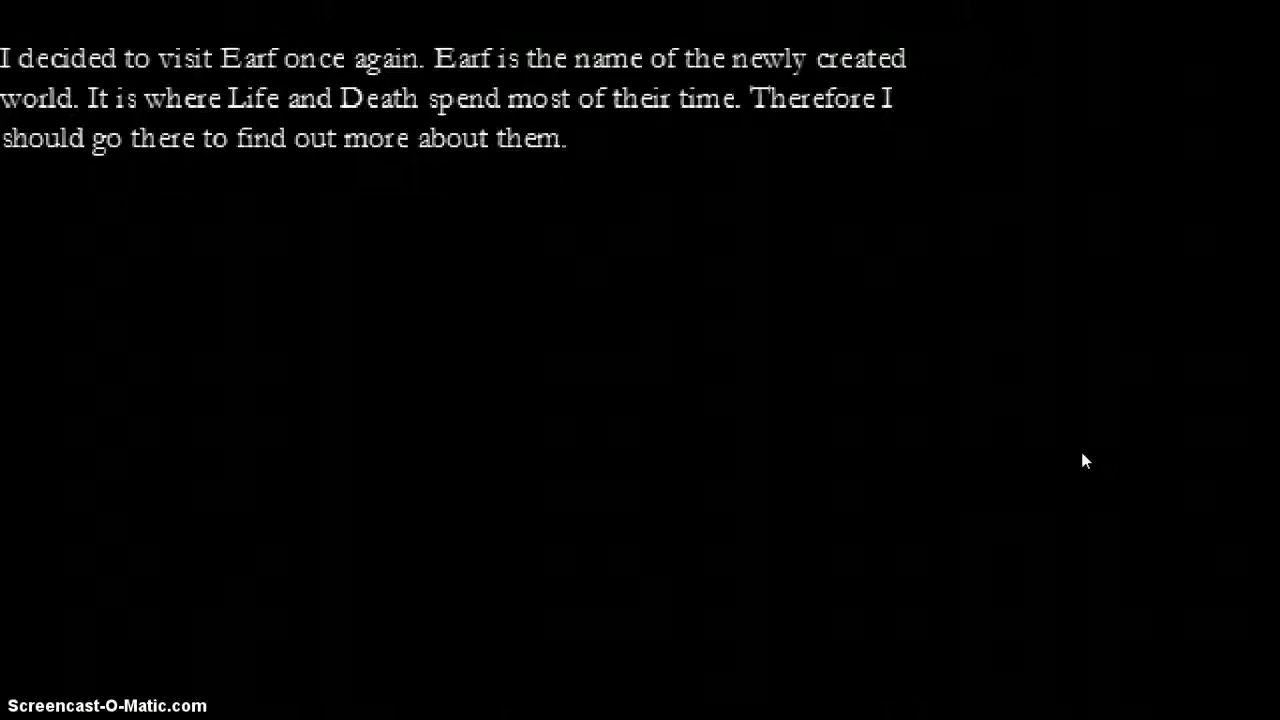 I decided to visit Earf once again. Earf is the name of the newly created
world. It is where Life and Death spend most of their time. Therefore I
should go there to find out more about them.
Screencast-O-Matic.com